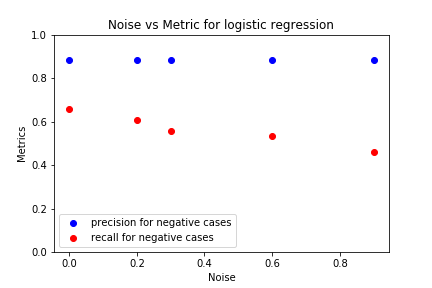 Noise vs Metric for logistic regression
1.0
0.8
0.6
0.4
0.2
0.0
Metrics
precision for negative cases
recall for negative cases
0.0 0.2 0.4 0.6 0.8
Noise